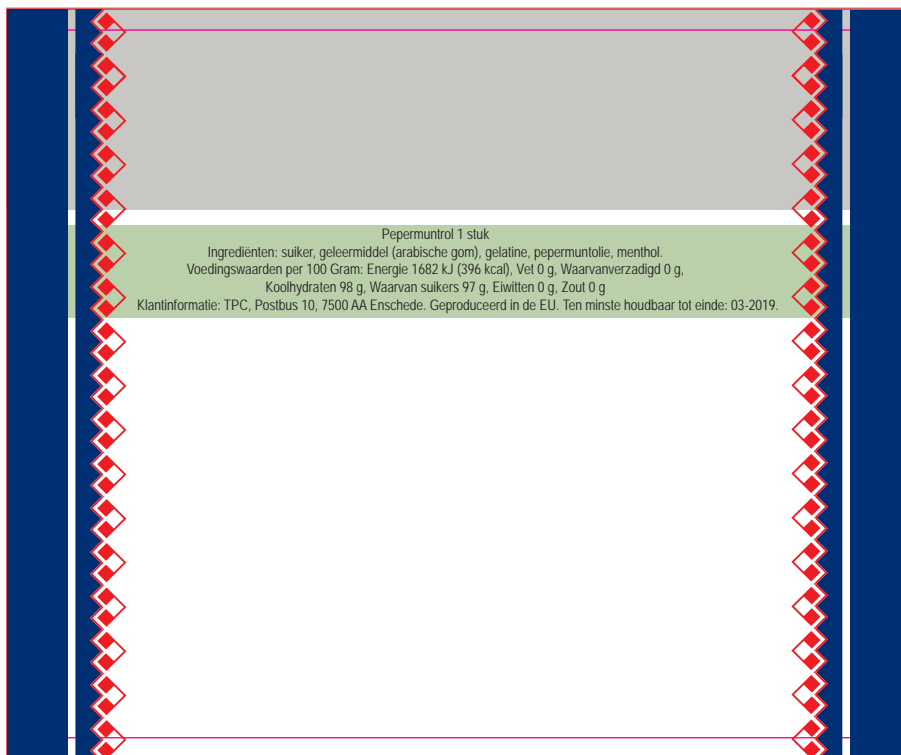 Pepermuntrol 1 stuk
Ingrediënten: suiker, geleermiddel (arabische gom), gelatine, pepermuntolie, menthol.
Voedingswaarden per 100 Gram: Energie 1682 kJ (396 kcal), Vet 0 g, Waarvanverzadigd 0 g,
Koolhydraten 98 g, Waarvan suikers 97 g, Eiwitten 0 g, Zout 0 g
Klantinformatie: TPC, Postbus 10, 7500 AA Enschede. Geproduceerd in de EU. Ten minste houdbaar tot einde: 03-2019.